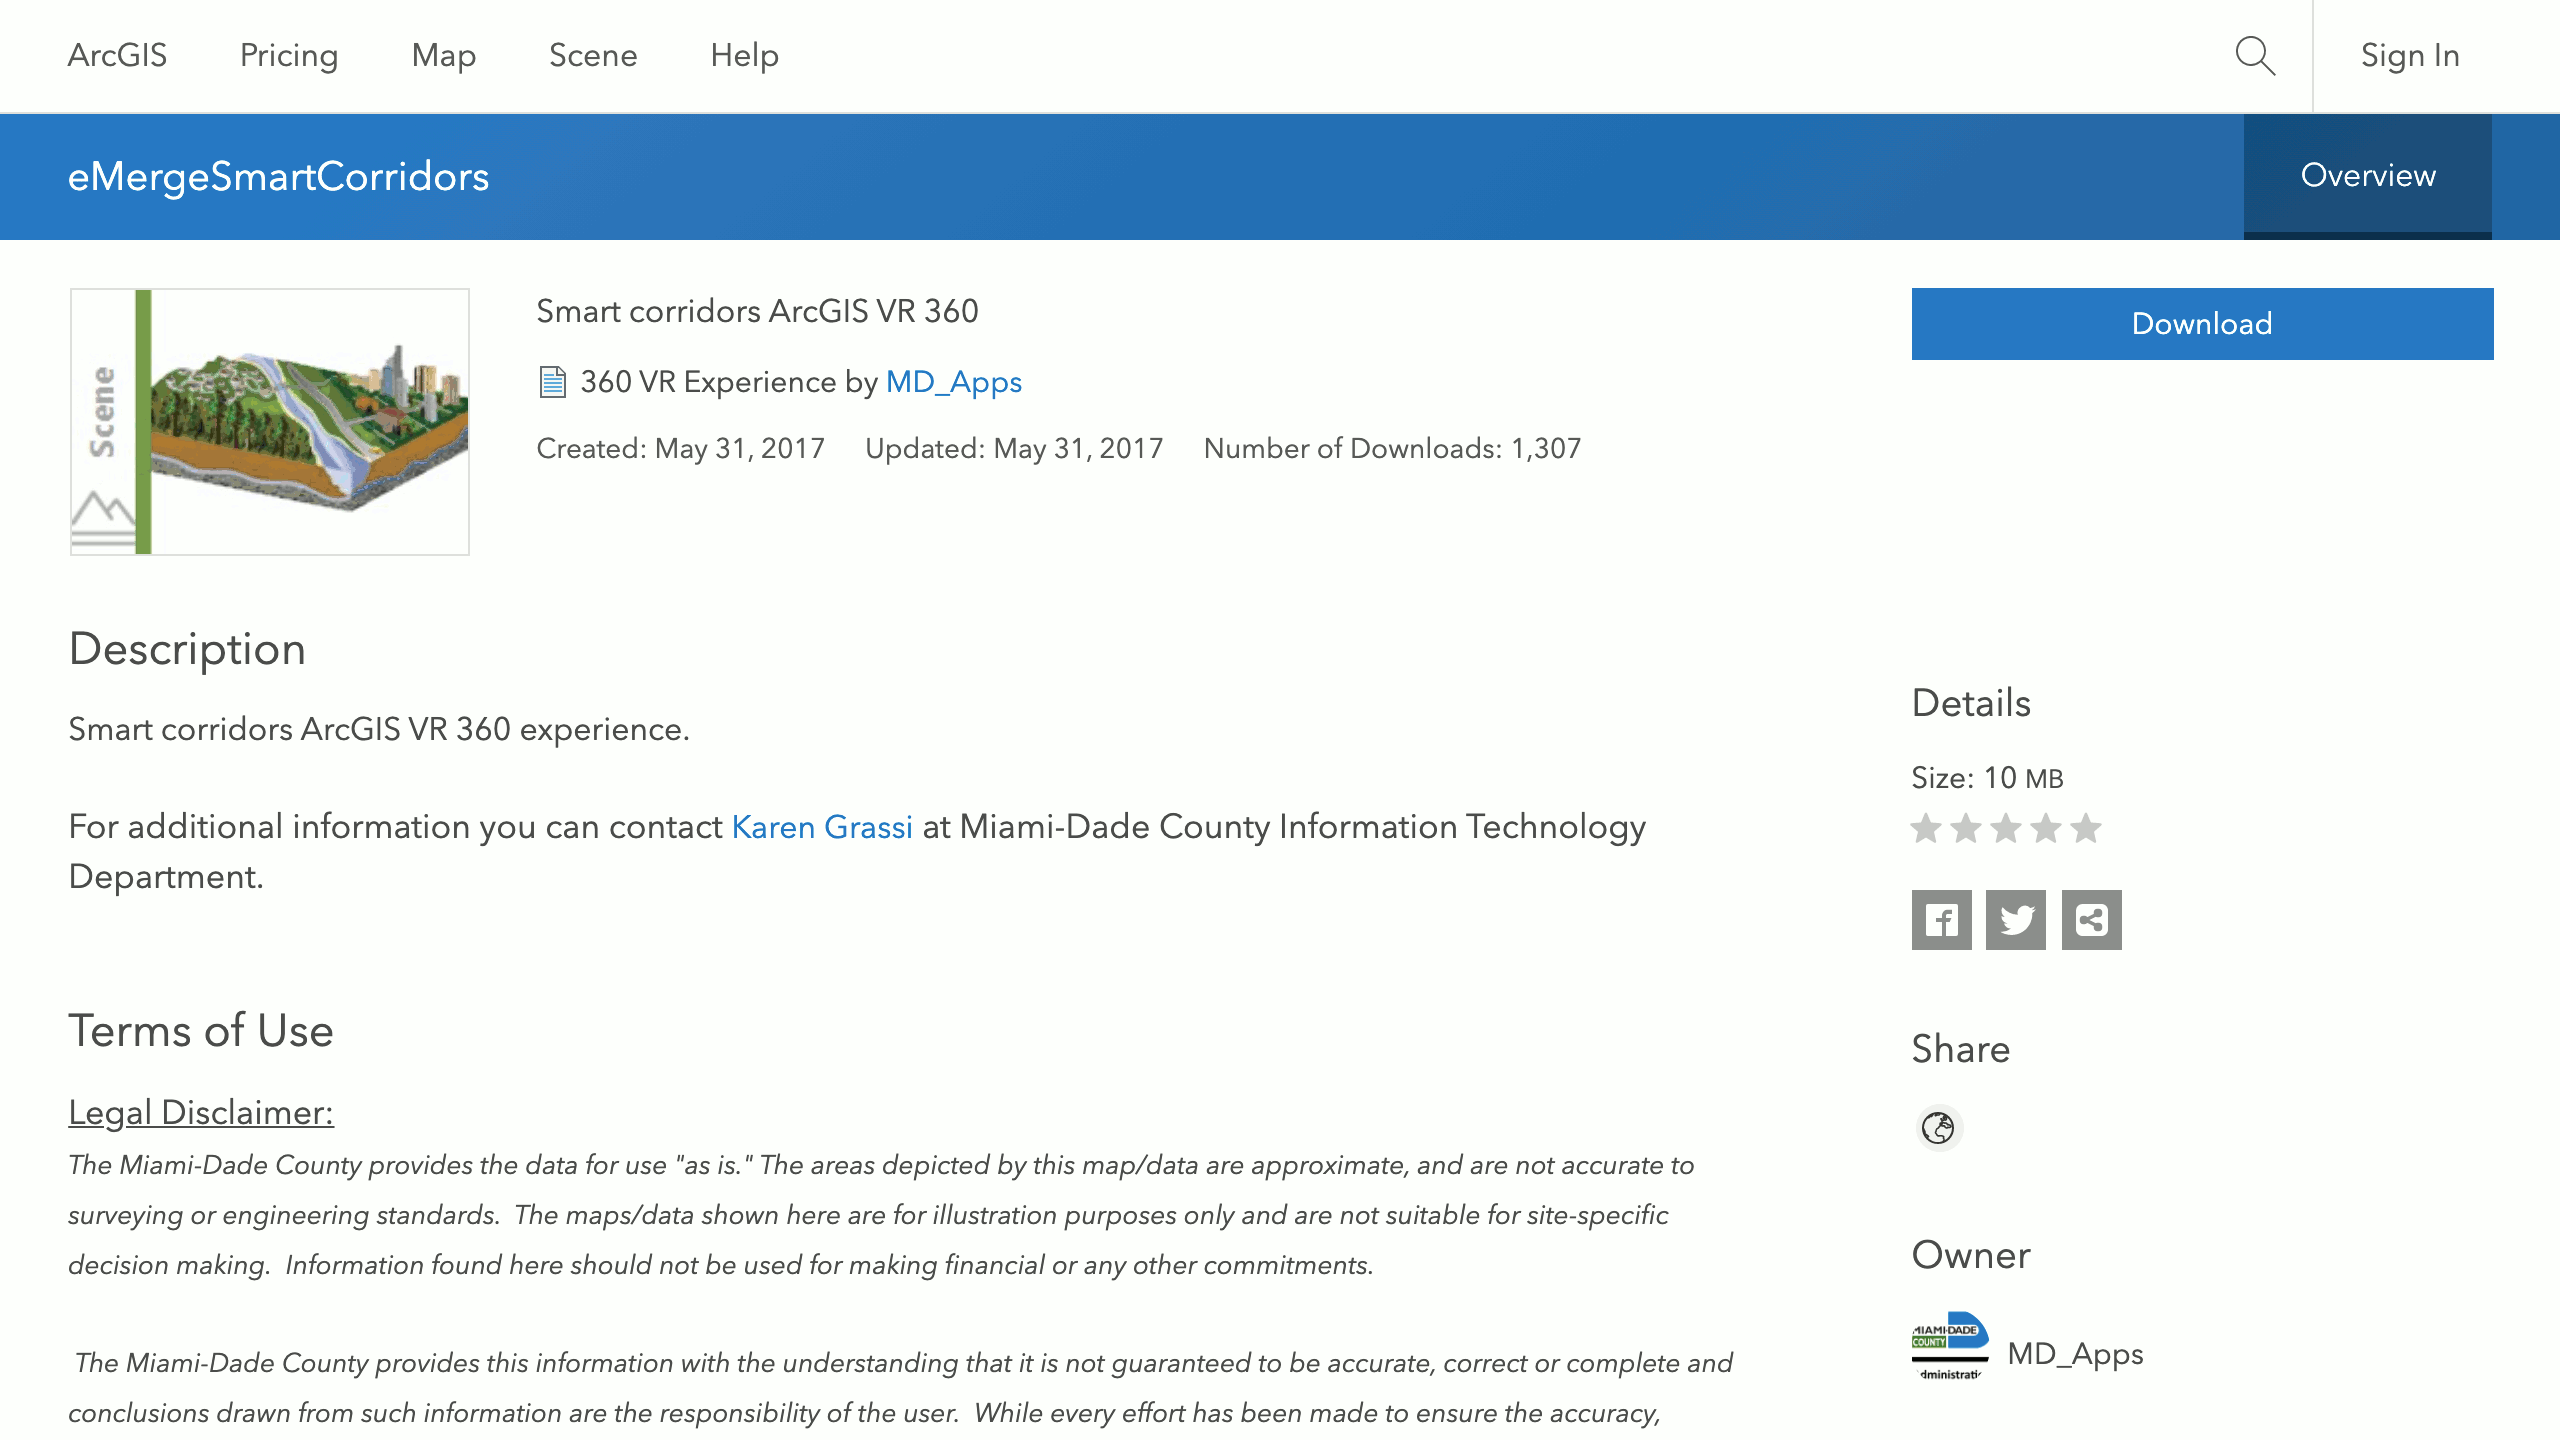 ArcGIS Pricing Map Scene Help Sign In
eMergeSmartCorridors Overview
Scene
Smart corridors ArcGIS VR 360
360 VR Experience by MD_Apps
Created: May 31, 2017 Updated: May 31, 2017 Number of Downloads: 1,307
Download
Description
Smart corridors ArcGIS VR 360 experience.
For additional information you can contact Karen Grassi at Miami-Dade County Information Technology
Department.
Terms of Use
Legal Disclaimer:
The Miami-Dade County provides the data for use "as is." The areas depicted by this map/data are approximate, and are not accurate to
surveying or engineering standards.  The maps/data shown here are for illustration purposes only and are not suitable for site-specific
decision making.  Information found here should not be used for making financial or any other commitments.
The Miami-Dade County provides this information with the understanding that it is not guaranteed to be accurate, correct or complete and
conclusions drawn from such information are the responsibility of the user.  While every effort has been made to ensure the accuracy,
Details
Size: 10 MB
Share
Owner
MIAMI-DADE
COUNTY
dministrati
MD_Apps